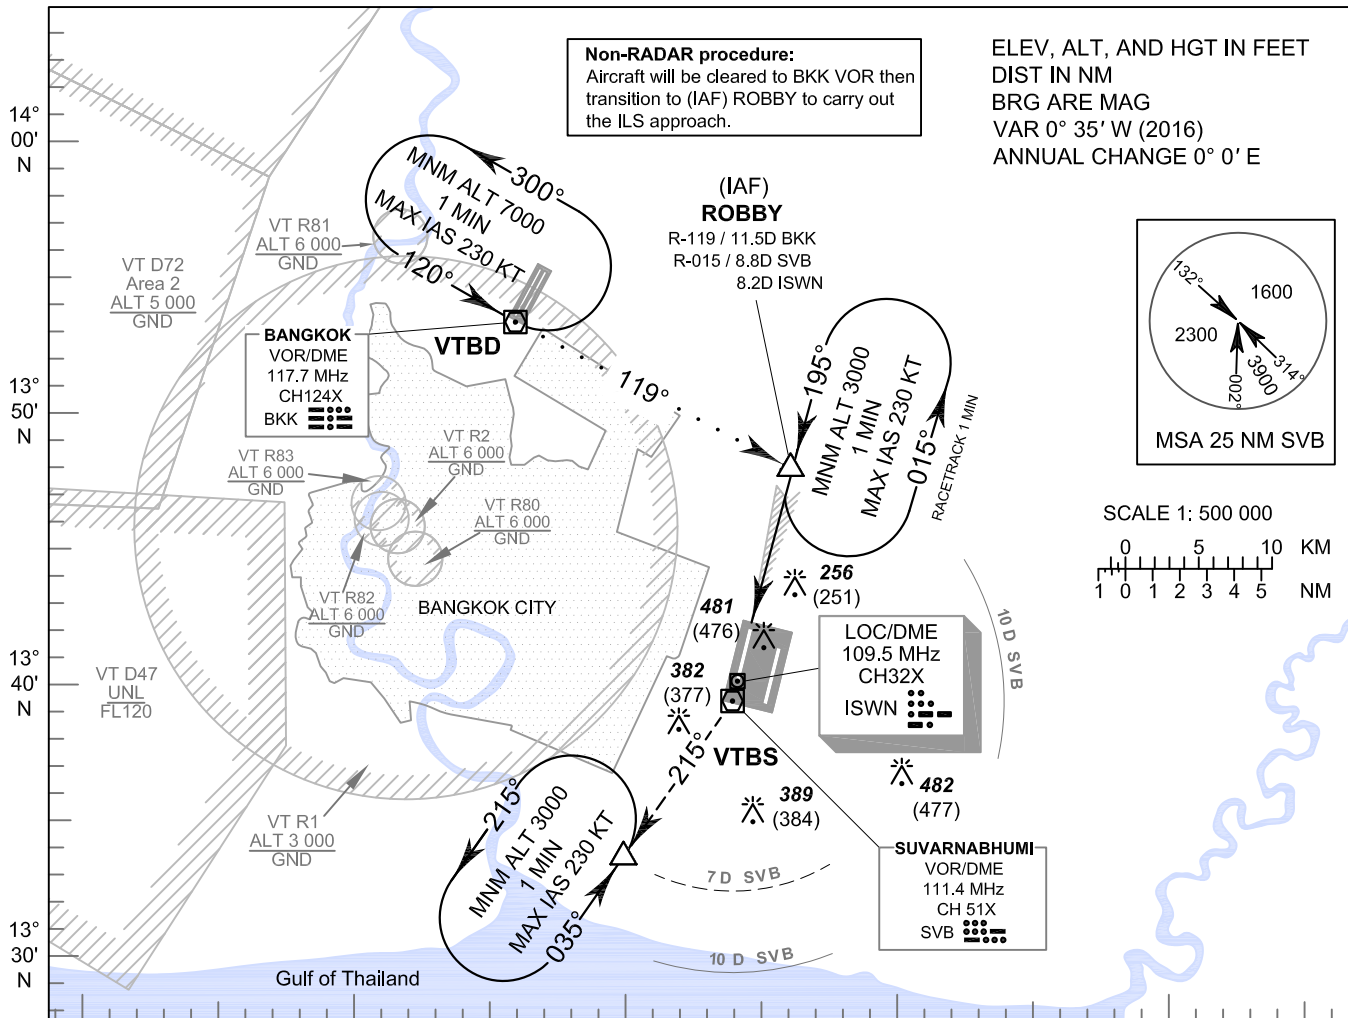 Non-RADAR procedure:
Aircraft will be cleared to BKK VOR then
transition to (IAF) ROBBY to carry out
the ILS approach.
ELEV, ALT, AND HGT IN FEET
DIST IN NM
BRG ARE MAG
VAR 0° 35' W (2016)
ANNUAL CHANGE 0° 0' E
14°
00'
N
13°
50'
N
13°
40'
N
13°
30'
N
300°
MNM ALT 7000
1 MIN
MAX IAS 230 KT
120°
VT R81
ALT 6 000
GND
VT D72
Area 2
ALT 5 000
GND
BANGKOK
VOR/DME
117.7 MHz
CH124X
BKK
VTBD
119°
(IAF)
ROBBY
R-119 / 11.5D BKK
R-015 / 8.8D SVB
8.2D ISWN
195°
MNM ALT 3000
1 MIN
MAX IAS 230 KT
015°
RACETRACK 1 MIN
132°
1600
2300
3900
314°
002°
MSA 25 NM SVB
SCALE 1: 500 000
0 5 10 KM
1 0 1 2 3 4 5 NM
VT R2
ALT 6 000
GND
VT R83
ALT 6 000
GND
VT R80
ALT 6 000
GND
VT R82
ALT 6 000
GND
BANGKOK CITY
VT D47
UNL
FL120
VT R1
ALT 3 000
GND
256
(251)
481
(476)
382
(377)
LOC/DME
109.5 MHz
CH32X
ISWN
10 D SVB
VTBS
215°
482
(477)
389
(384)
215°
MNM ALT 3000
1 MIN
MAX IAS 230 KT
035°
SUVARNABHUMI
VOR/DME
111.4 MHz
CH 51X
SVB
7 D SVB
10 D SVB
Gulf of Thailand